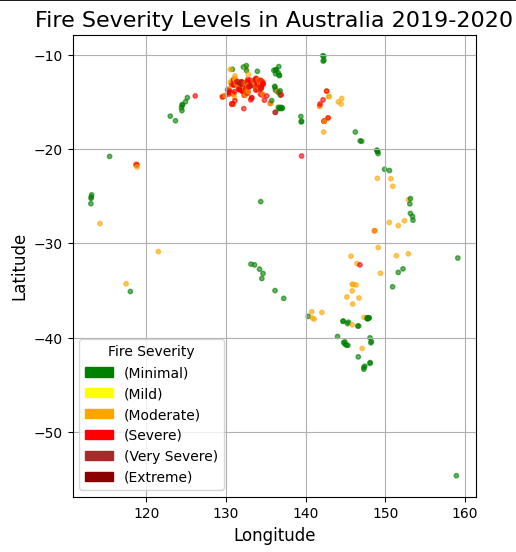 Fire Severity Levels in Australia 2019-2020
−10
−20
−30
−40
−50
Latitude
Fire Severity
(Minimal)
(Mild)
(Moderate)
(Severe)
(Very Severe)
(Extreme)
120 130 140 150 160
Longitude